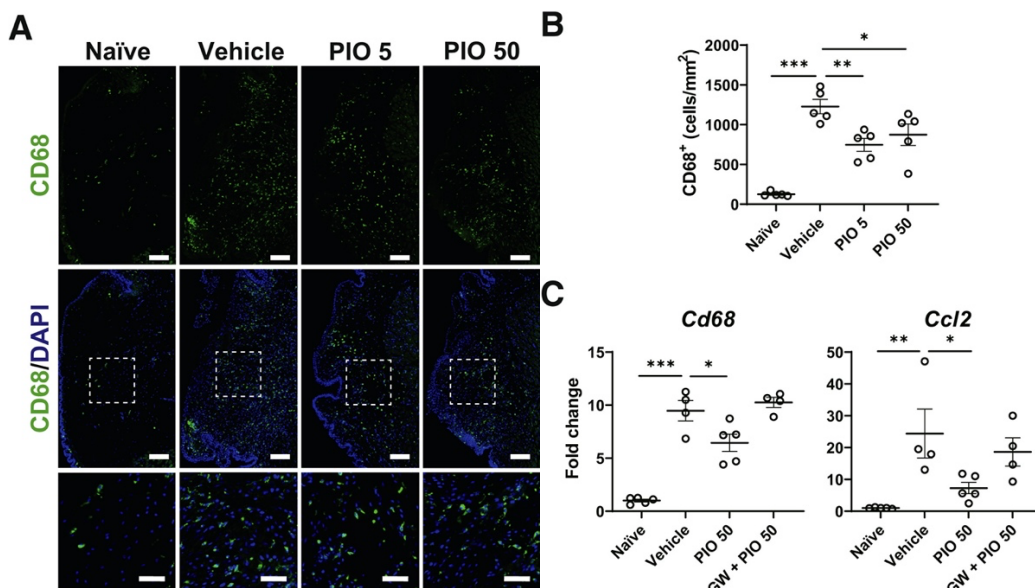 A
Naïve Vehicle PIO 5 PIO 50
CD68
CD68/DAPI
B
CD68+ (cells/mm2)
2000
1500
1000
500
0
*
*** **
Naïve Vehicle PIO 5 PIO 50
C
Cd68
Fold change
15
10
5
0
*** *
Naïve Vehicle PIO 50 GW + PIO 50
Ccl2
50
40
30
20
10
0
** *
Naïve Vehicle PIO 50 GW + PIO 50